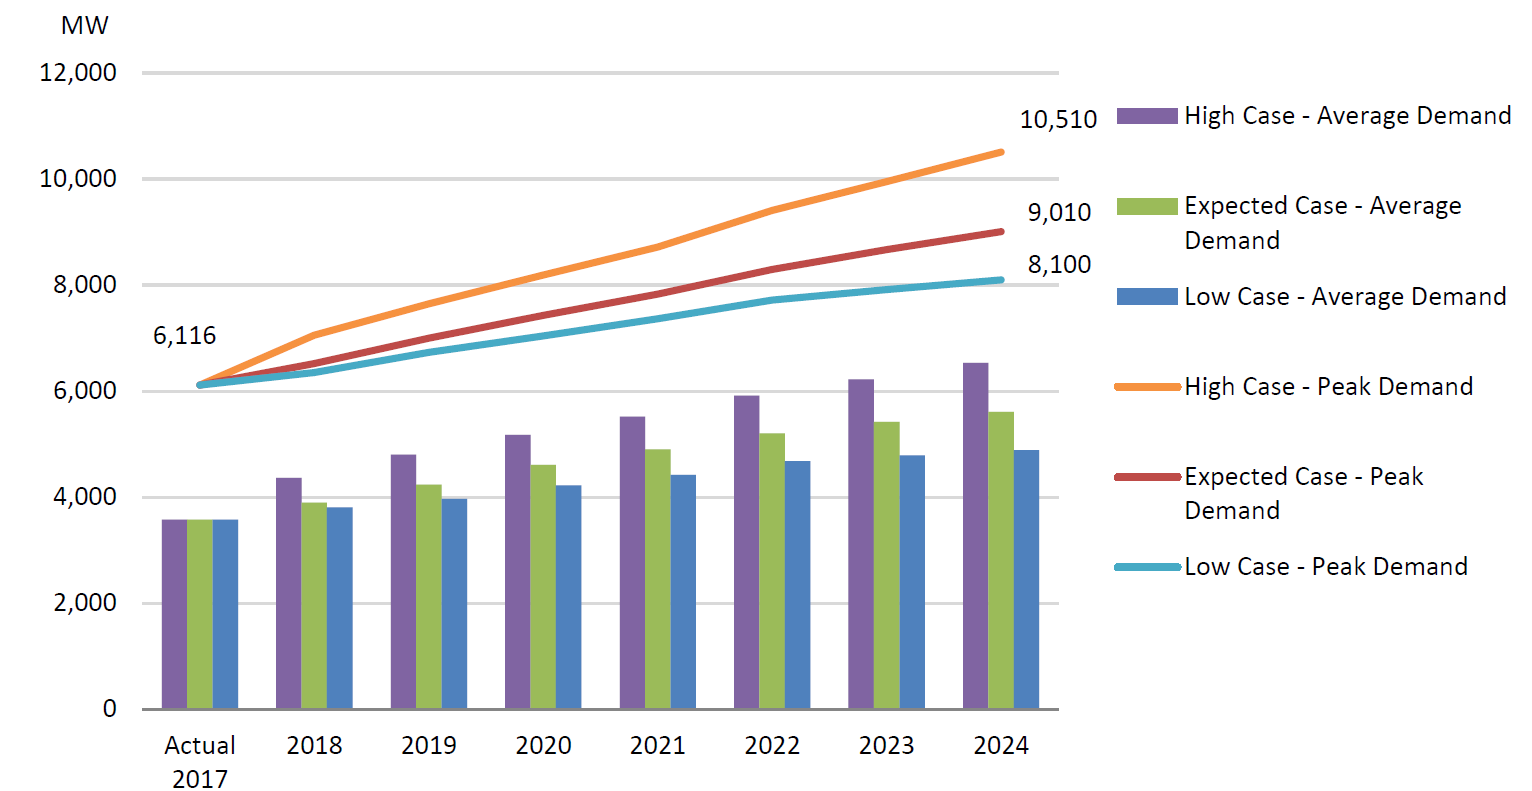 MW
12,000
10,000
8,000
6,000
4,000
2,000
0
6,116
10,510
9,010
8,100
Actual
2017
2018
2019
2020
2021
2022
2023
2024
High Case - Average Demand
Expected Case - Average
Demand
Low Case - Average Demand
High Case - Peak Demand
Expected Case - Peak
Demand
Low Case - Peak Demand